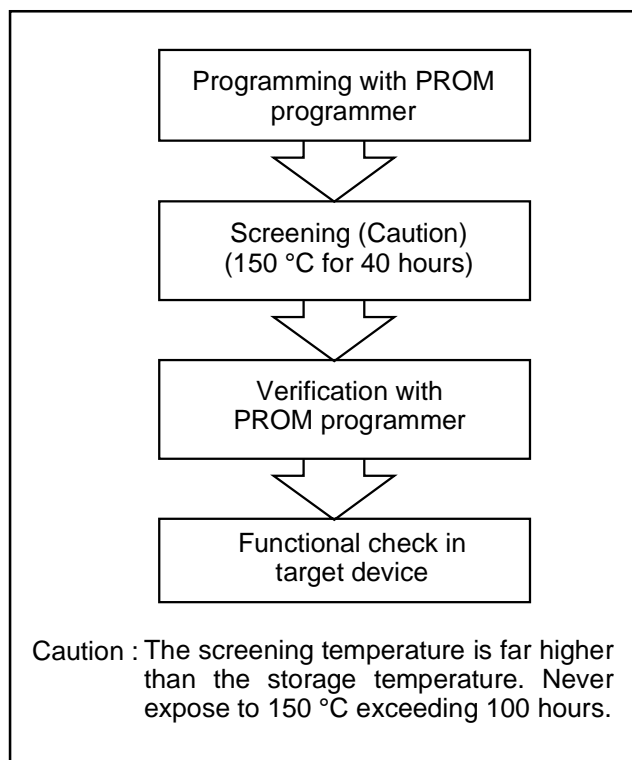 Programming with PROM
programmer
Screening (Caution)
(150 °C for 40 hours)
Verification with
PROM programmer
Functional check in
target device
Caution : The screening temperature is far higher
than the storage temperature. Never
expose to 150 °C exceeding 100 hours.